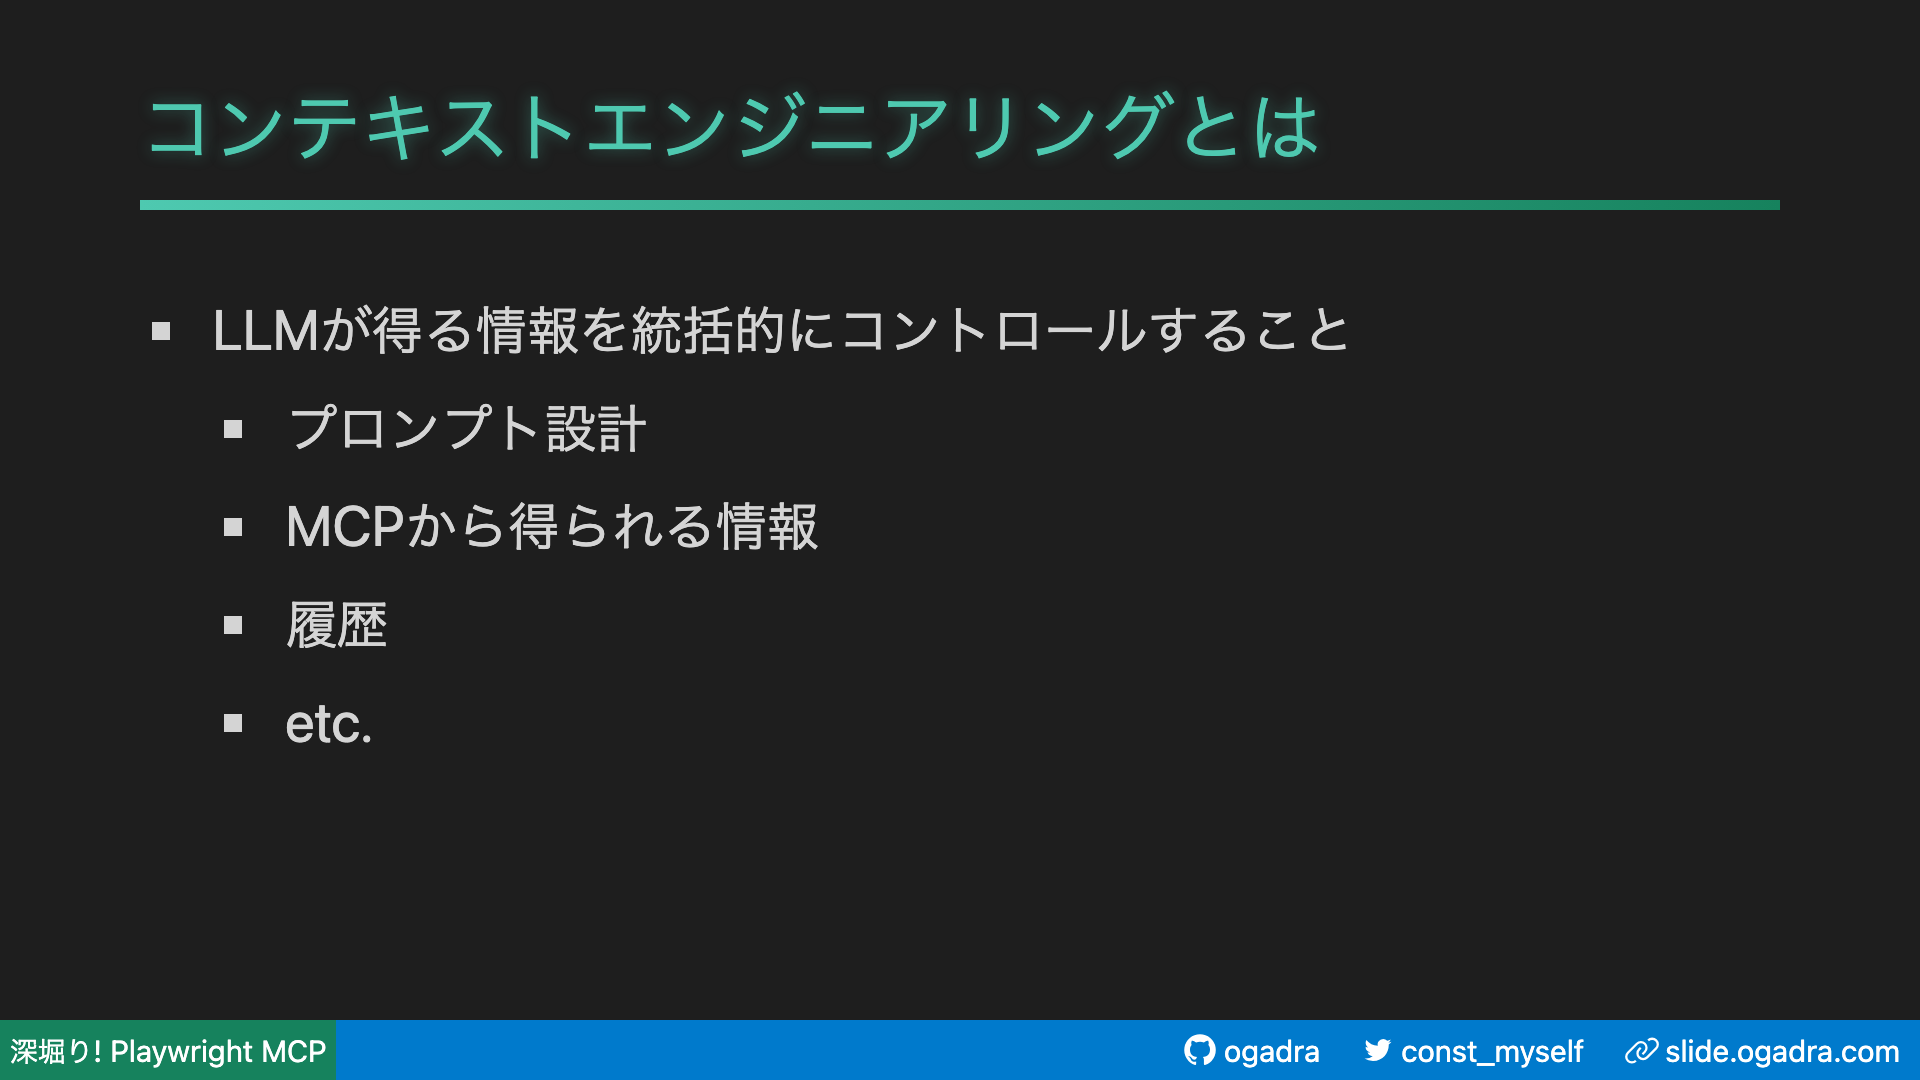 コンテキストエンジニアリングとは
LLMが得る情報を統括的にコントロールすること
プロンプト設計
MCPから得られる情報
履歴
etc.
深堀り! Playwright MCP
ogadra
const_myself
slide.ogadra.com